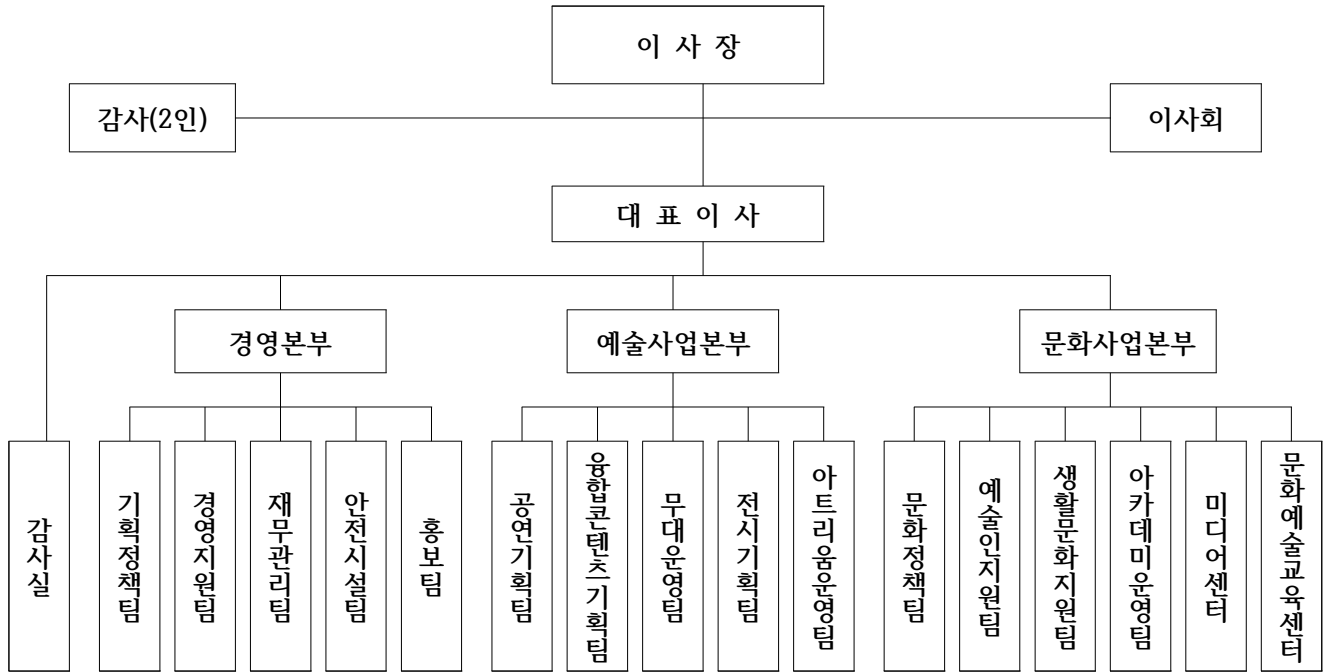 이 사 장
감사(2인)
이사회
대 표 이 사
경영본부
예술사업본부
문화사업본부
감사실
기획정책팀
경영지원팀
재무관리팀
안전시설팀
홍보팀
공연기획팀
융합콘텐츠기획팀
무대운영팀
전시기획팀
아트리움운영팀
문화정책팀
예술인지원팀
생활문화지원팀
아카데미운영팀
미디어센터
문화예술교육센터